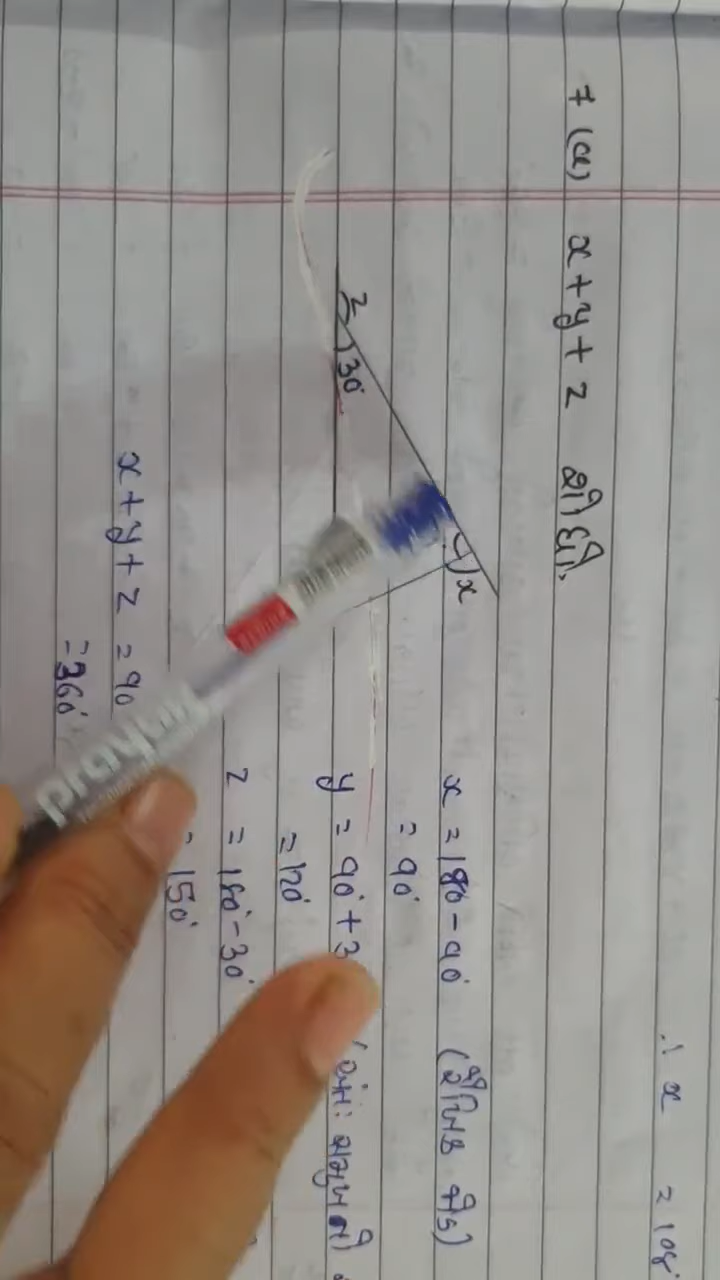 ∴ x = 108°
7 (a) x + y + z શોધો.
x
30°
z
x = 180° - 90° (રૈખિક જોડ)
= 90°
y = 90° + 3
= 120°
z = 180° - 30°
= 150°
x + y + z = 90
= 360°